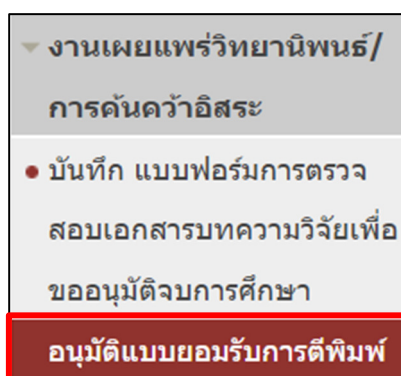 งานเผยแพร่วิทยานิพนธ์/
การค้นคว้าอิสระ
บันทึก แบบฟอร์มการตรวจ
สอบเอกสารบทความวิจัยเพื่อ
ขออนุมัติจบการศึกษา
อนุมัติแบบยอมรับการตีพิมพ์